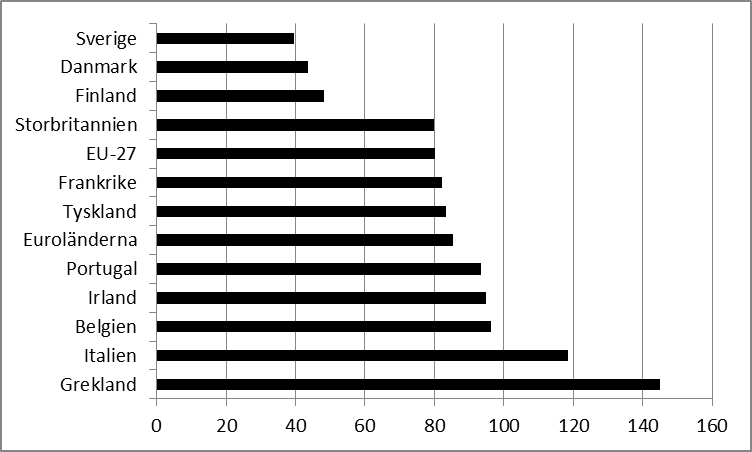 Sverige
Danmark
Finland
Storbritannien
EU-27
Frankrike
Tyskland
Euroländerna
Portugal
Irland
Belgien
Italien
Grekland
0 20 40 60 80 100 120 140 160